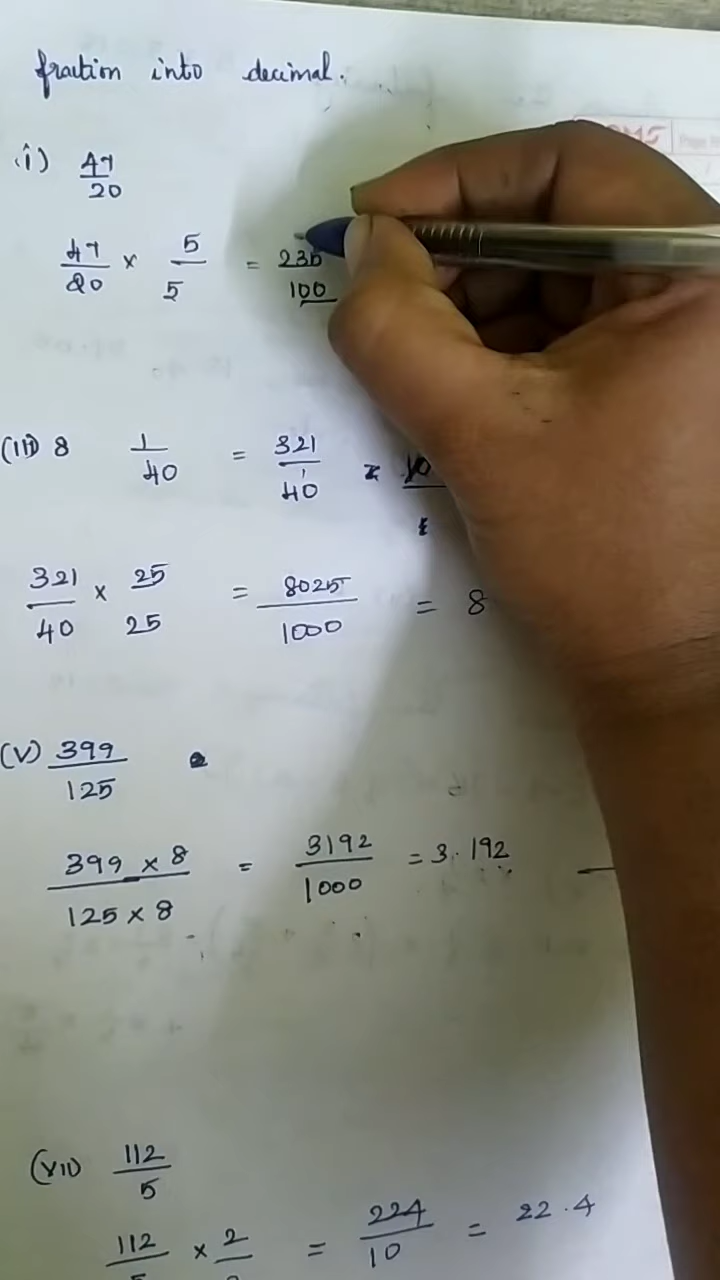 fraction into decimal.
(i) 47/20
47/20 × 5/5 = 235/100
(III) 8 1/40 = 321/40
321/40 × 25/25 = 8025/1000 = 8
(V) 399/125
399 × 8/125 × 8 = 3192/1000 = 3.192
(VII) 112/5
112/5 × 2/ = 224/10 = 22.4